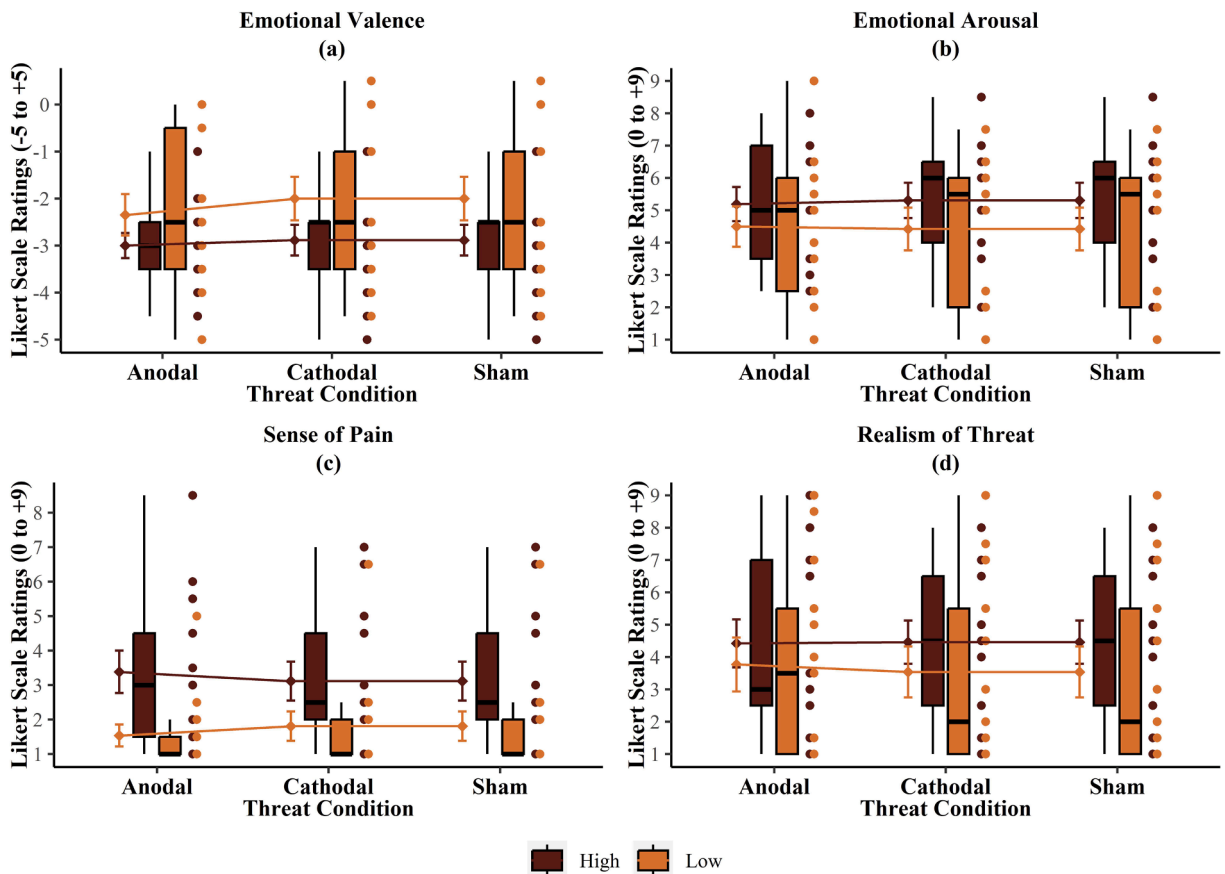 Emotional Valence
(a)
Likert Scale Ratings (-5 to +5)
0
-1
-2
-3
-4
-5
Anodal
Cathodal
Sham
Threat Condition
Emotional Arousal
(b)
Likert Scale Ratings (0 to +9)
9
8
7
6
5
4
3
2
1
Anodal
Cathodal
Sham
Threat Condition
Sense of Pain
(c)
Likert Scale Ratings (0 to +9)
8
7
6
5
4
3
2
1
Anodal
Cathodal
Sham
Threat Condition
Realism of Threat
(d)
Likert Scale Ratings (0 to +9)
9
8
7
6
5
4
3
2
1
Anodal
Cathodal
Sham
Threat Condition
High
Low